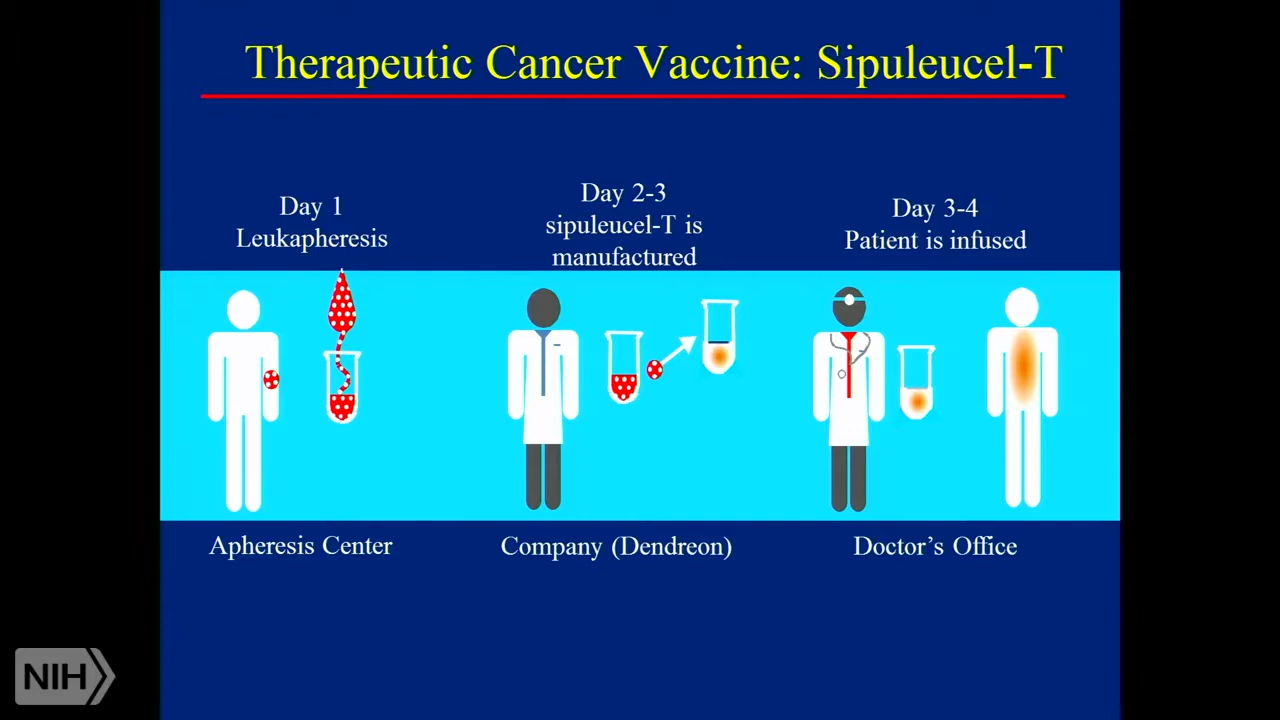 Therapeutic Cancer Vaccine: Sipuleucel-T
Day 1
Leukapheresis
Day 2-3
sipuleucel-T is
manufactured
Day 3-4
Patient is infused
Apheresis Center
Company (Dendreon)
Doctor's Office
NIH